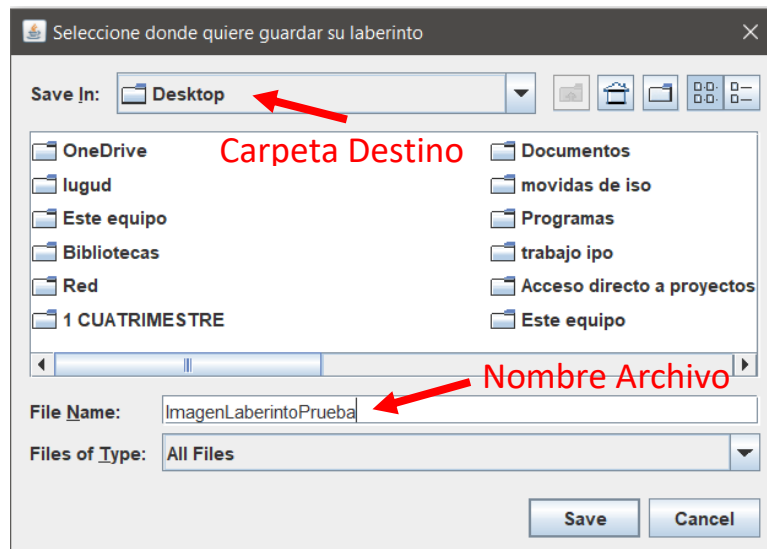 Seleccione donde quiere guardar su laberinto
Save In: Desktop
Carpeta Destino
OneDrive
lugud
Este equipo
Bibliotecas
Red
1 CUATRIMESTRE
Documentos
movidas de iso
Programas
trabajo ipo
Acceso directo a proyectos
Este equipo
Nombre Archivo
File Name: ImagenLaberintoPrueba
Files of Type: All Files
Save Cancel